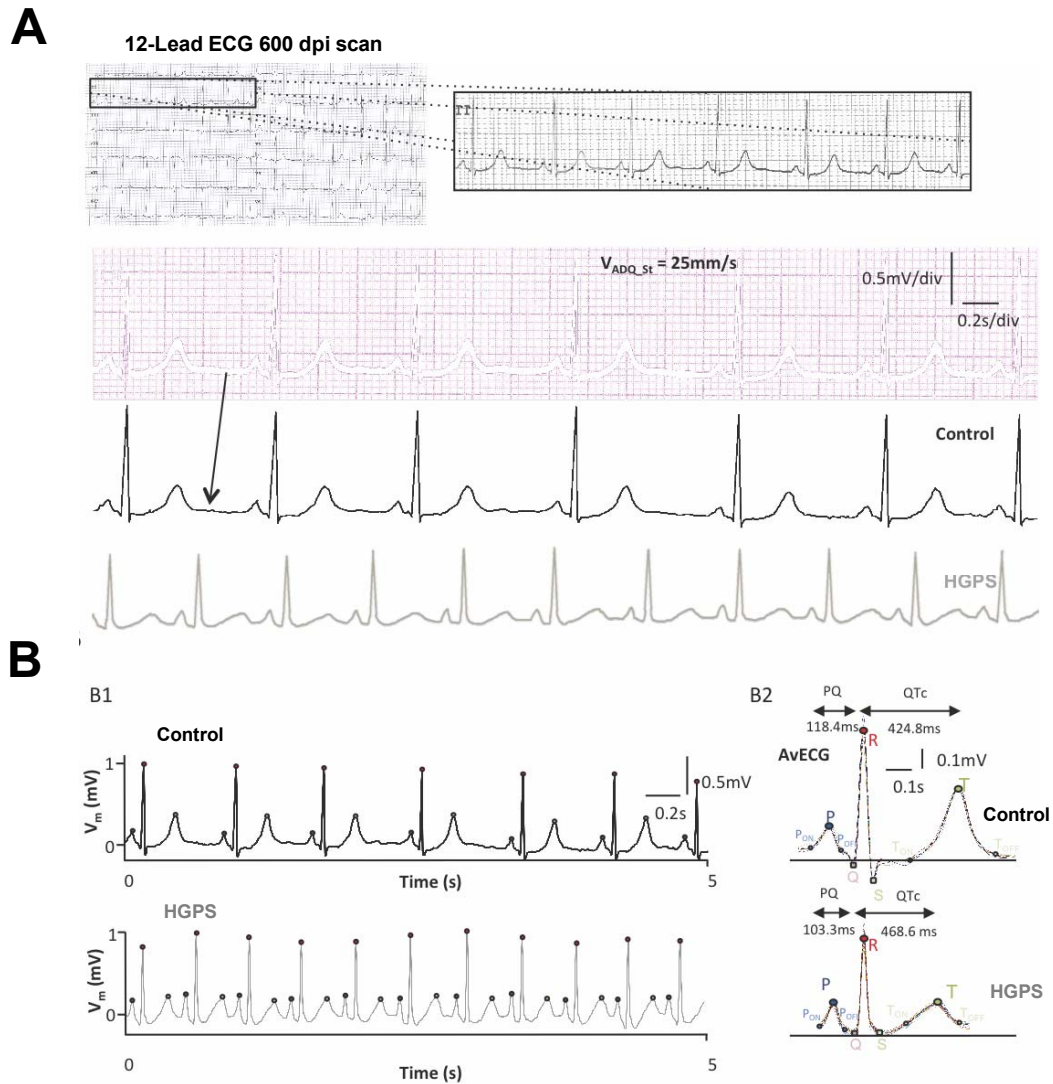 A
12-Lead ECG 600 dpi scan
II
V_ADQ_St = 25mm/s
0.5mV/div
0.2s/div
Control
HGPS
B
B1
Control
1
V_m (mV)
0
0.5mV
0.2s
0
Time (s)
5
HGPS
1
V_m (mV)
0
0
Time (s)
5
B2
PQ
QTc
118.4ms
424.8ms
R
AvECG
0.1mV
0.1s
T
Control
P
P_ON
P_OFF
T_ON
T_OFF
Q
S
PQ
QTc
103.3ms
468.6 ms
R
P
T
HGPS
P_ON
P_OFF
T_ON
T_OFF
Q
S